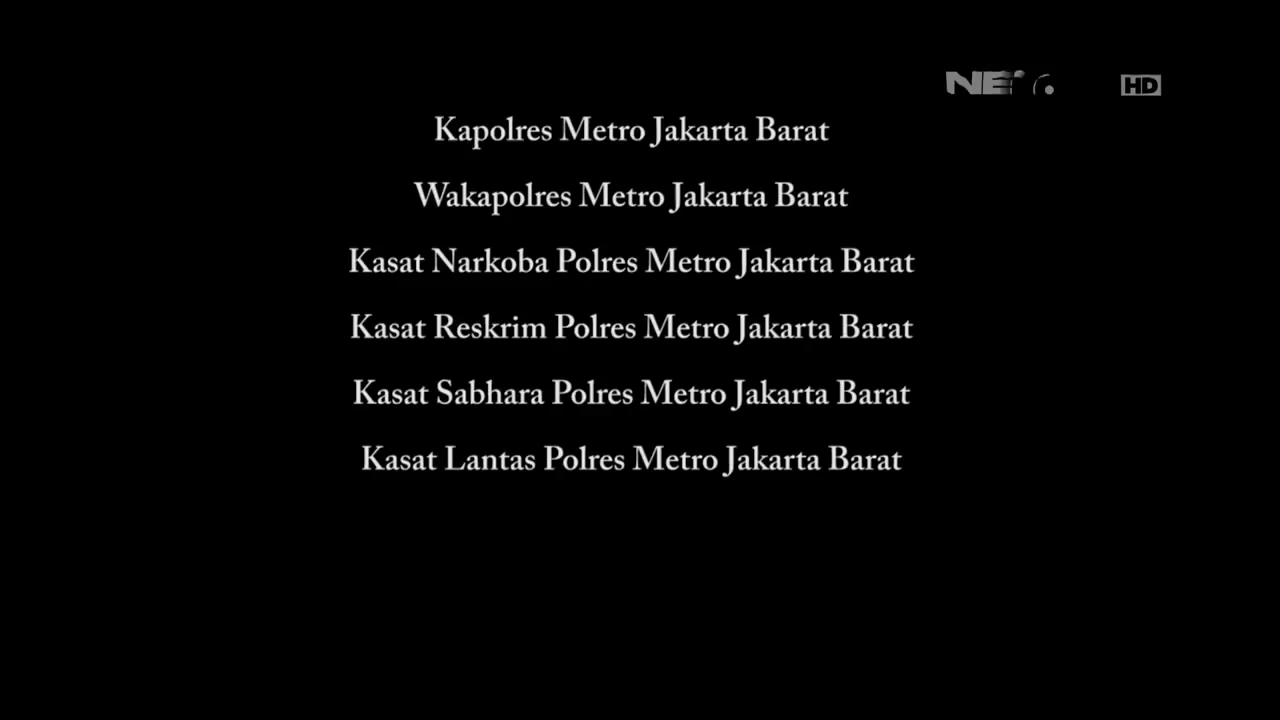 HD
Kapolres Metro Jakarta Barat
Wakapolres Metro Jakarta Barat
Kasat Narkoba Polres Metro Jakarta Barat
Kasat Reskrim Polres Metro Jakarta Barat
Kasat Sabhara Polres Metro Jakarta Barat
Kasat Lantas Polres Metro Jakarta Barat